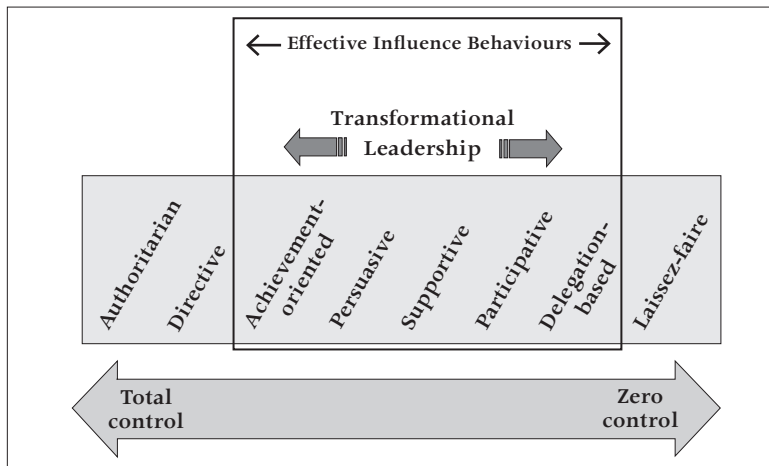 Effective Influence Behaviours
Transformational
Leadership
Authoritarian
Directive
Achievement-
oriented
Persuasive
Supportive
Participative
Delegation-
based
Laissez-faire
Total
control
Zero
control